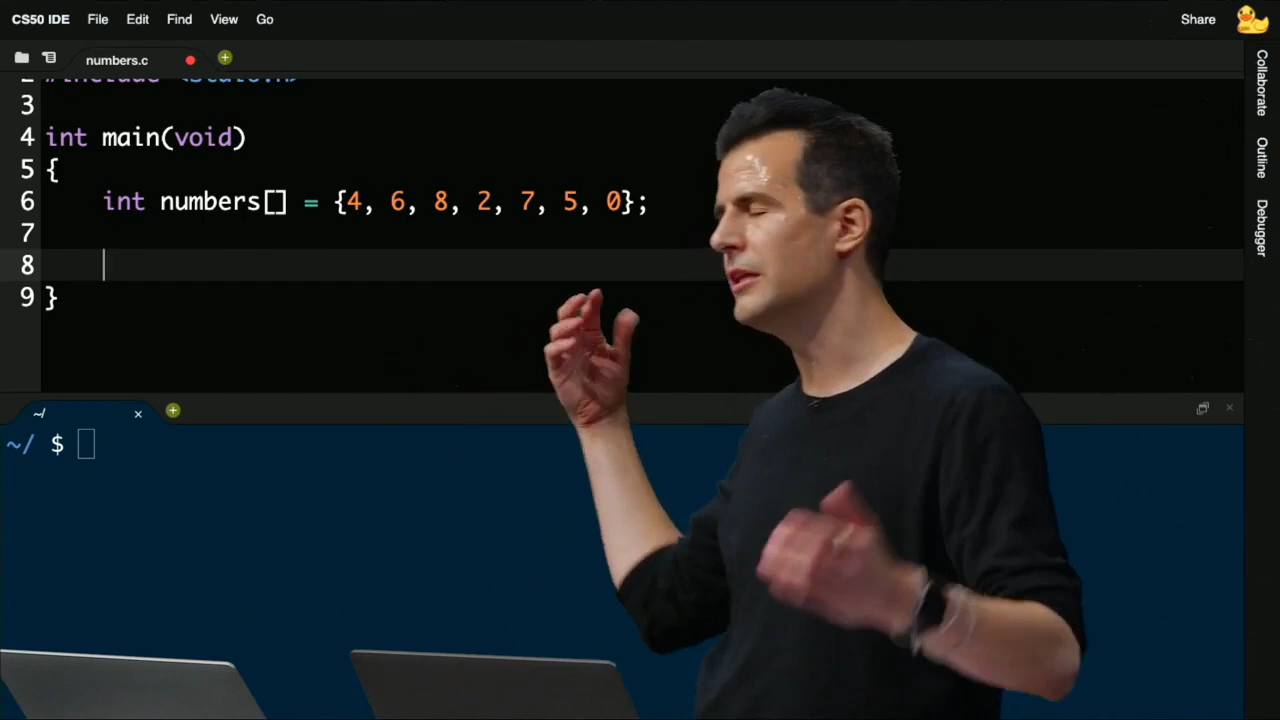 CS50 IDE File Edit Find View Go Share
numbers.c
3
4 int main(void)
5 {
6 int numbers[] = {4, 6, 8, 2, 7, 5, 0};
7
8
9 }
~/
~/ $
Collaborate
Outline
Debugger